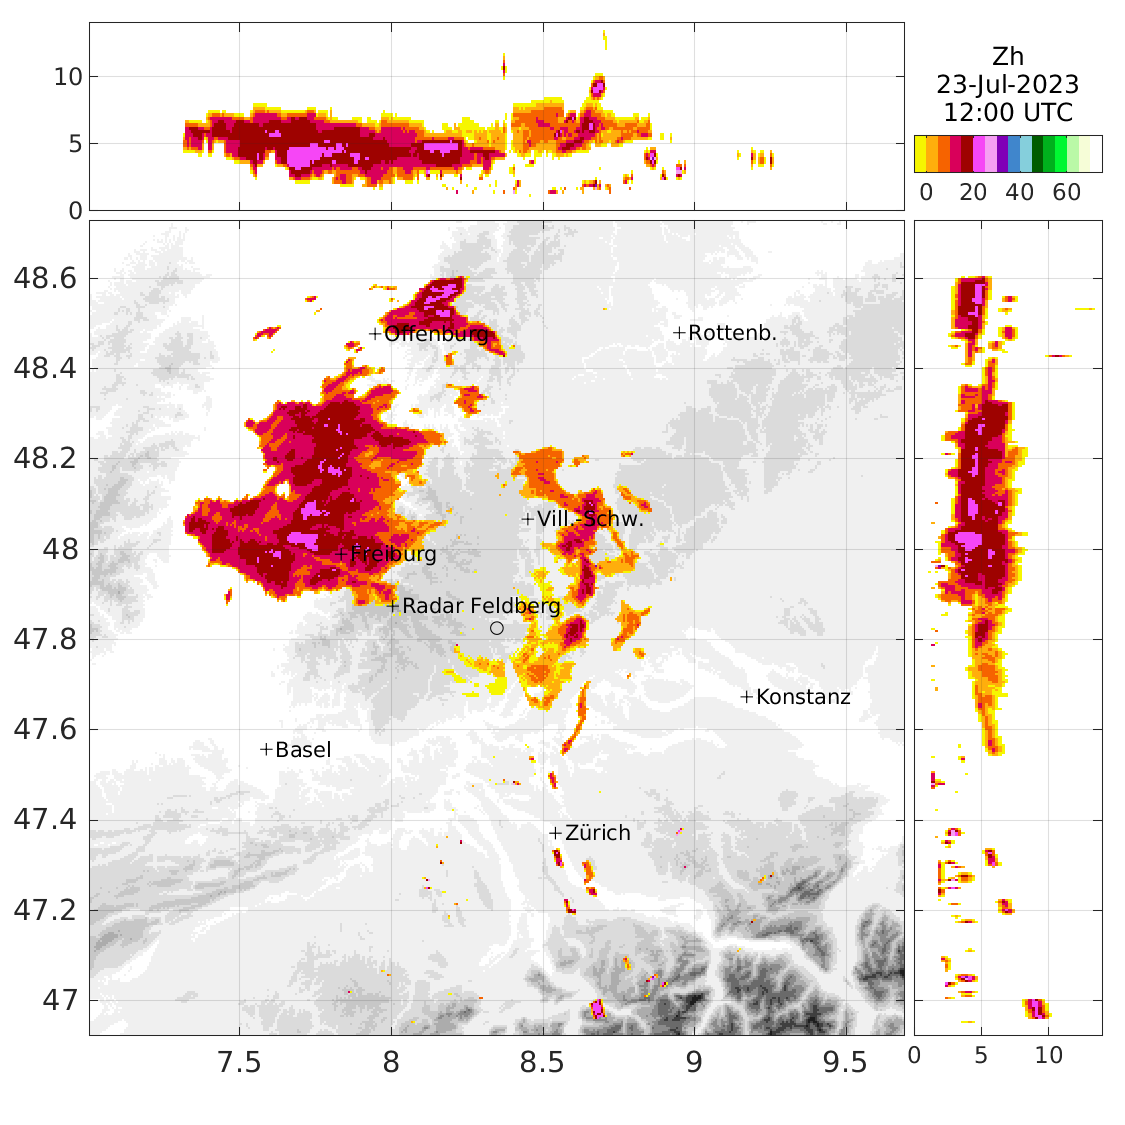 10
5
0
Zh
23-Jul-2023
12:00 UTC
0 20 40 60
48.6
48.4
48.2
48
47.8
47.6
47.4
47.2
47
Offenburg
Rottenb.
Vill.-Schw.
Freiburg
Radar Feldberg
Konstanz
Basel
Zürich
7.5 8 8.5 9 9.5
0 5 10